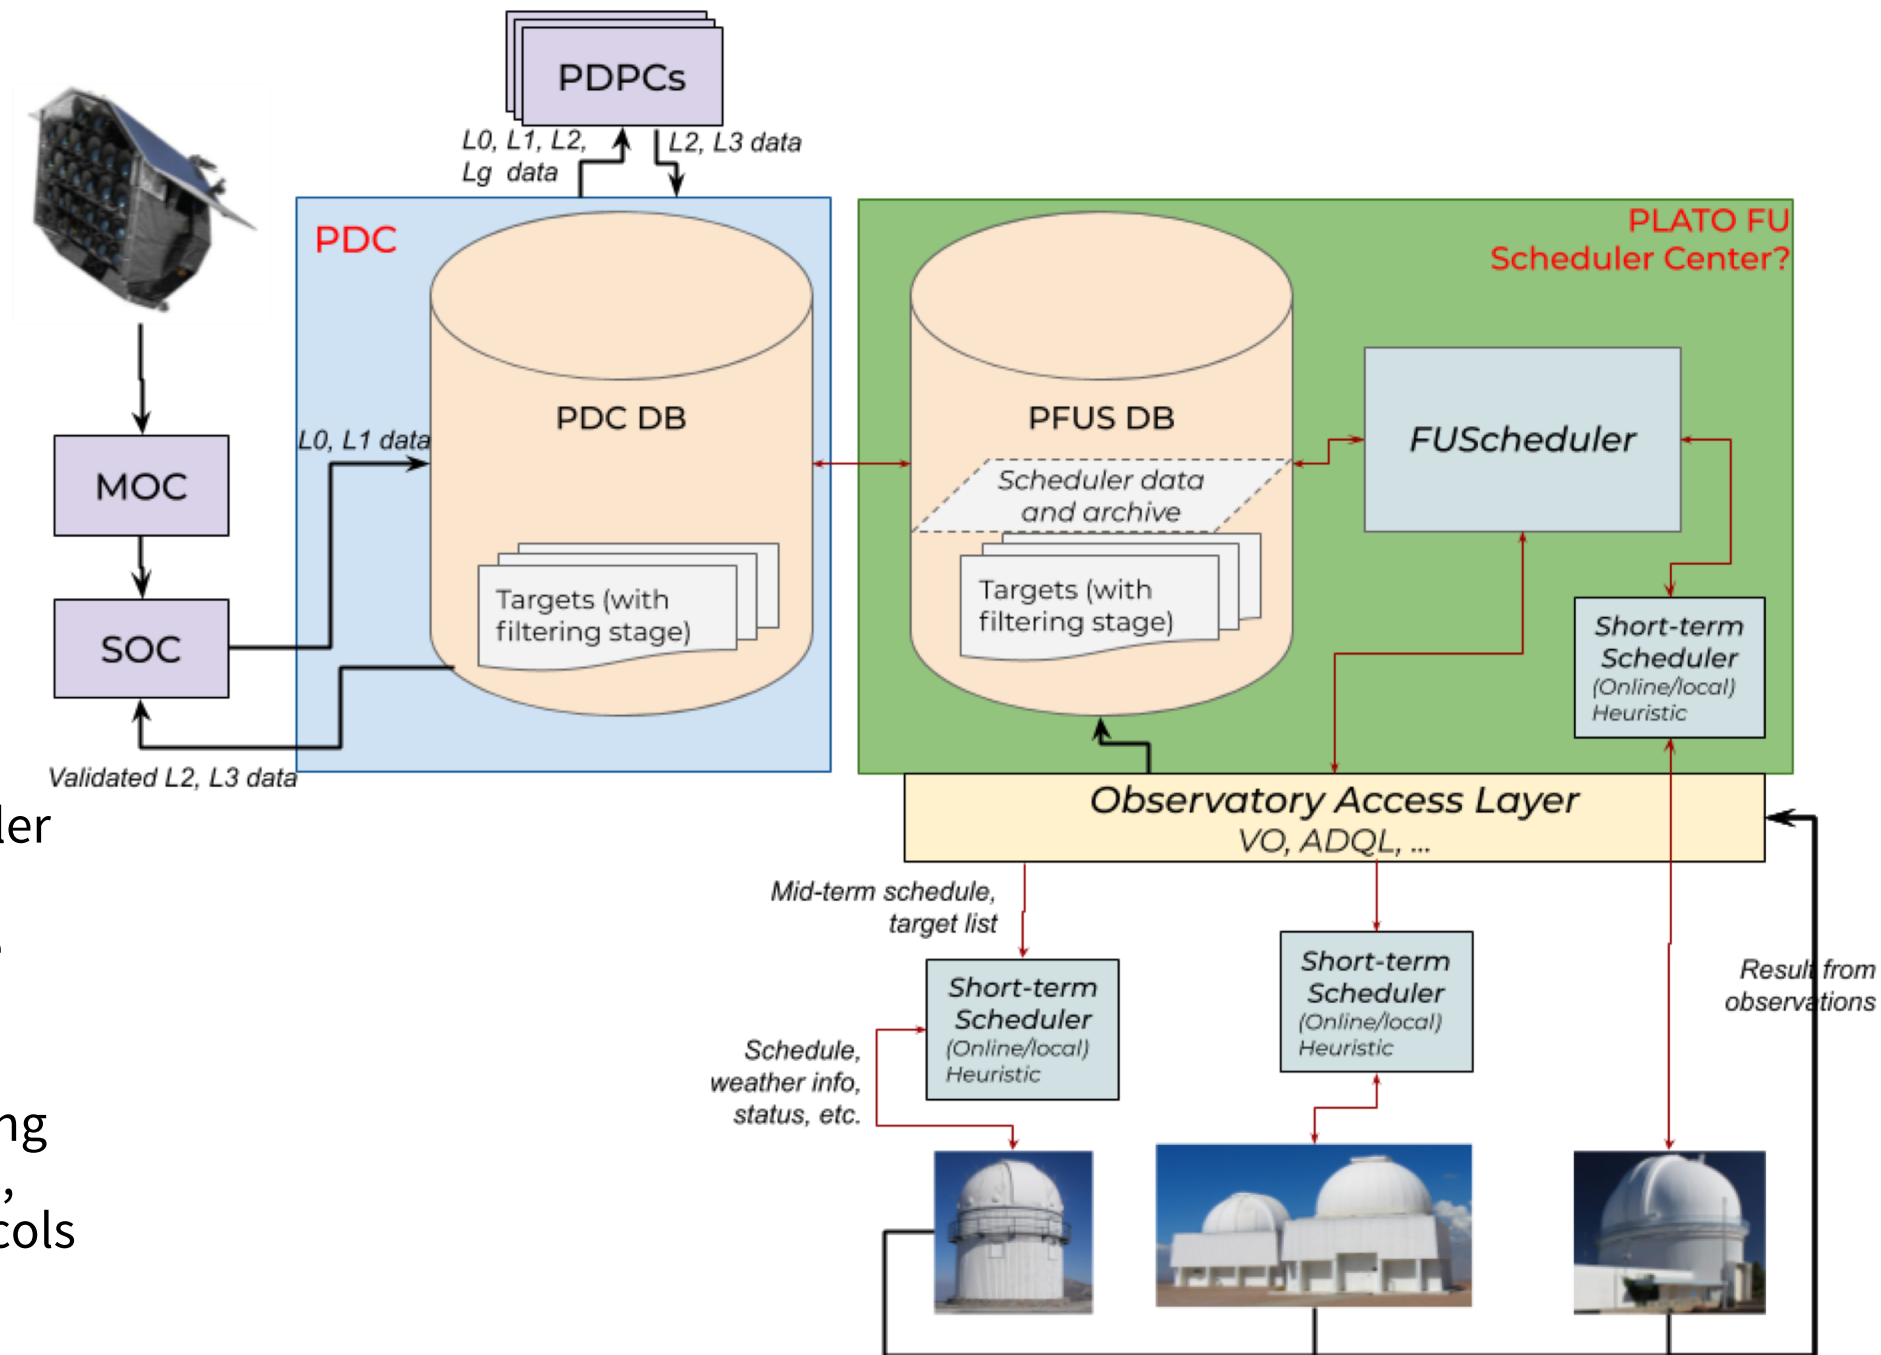 PDPCs
L0, L1, L2,
Lg data
L2, L3 data
PDC
PLATO FU
Scheduler Center?
PDC DB
PFUS DB
FUScheduler
L0, L1 data
Scheduler data
and archive
MOC
Targets (with
filtering stage)
Targets (with
filtering stage)
SOC
Short-term
Scheduler
(Online/local)
Heuristic
Validated L2, L3 data
Observatory Access Layer
VO, ADQL, ...
ler
Mid-term schedule,
target list
Short-term
Scheduler
(Online/local)
Heuristic
Short-term
Scheduler
(Online/local)
Heuristic
Result from
observations
Schedule,
weather info,
status, etc.
ng
,
cols